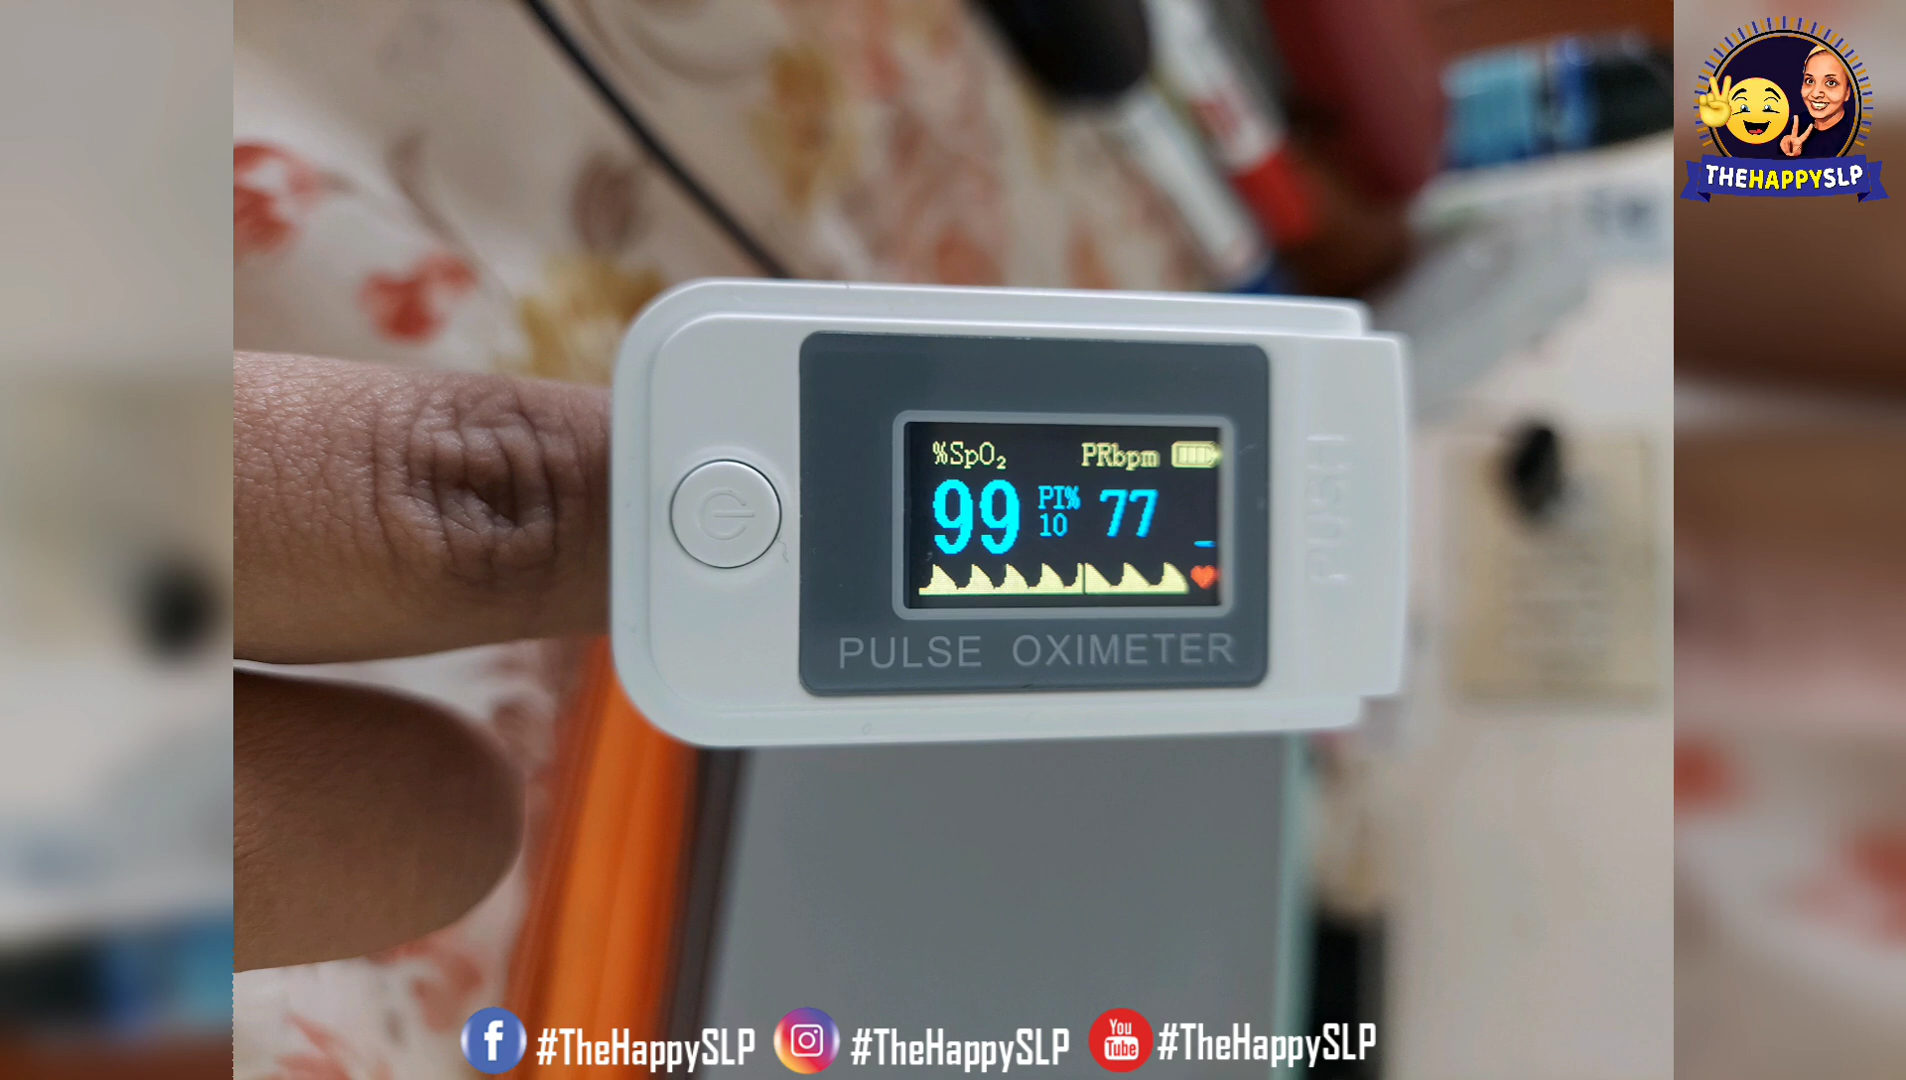 THEHAPPYSLP
%SpO₂ PRbpm
99 PI% 77
10
PULSE OXIMETER
PUSH
#TheHappySLP #TheHappySLP You Tube #TheHappySLP